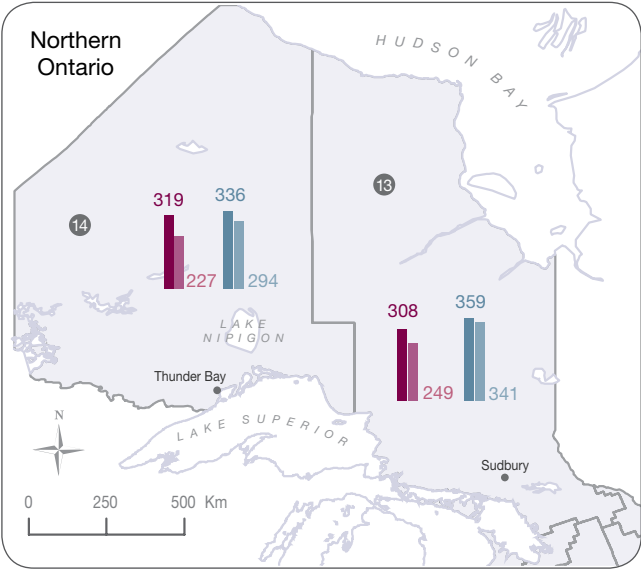 Northern
Ontario
HUDSON BAY
13
14
319
336
227
294
308
359
249
341
LAKE
NIPIGON
Thunder Bay
LAKE SUPERIOR
N
Sudbury
0 250 500 Km